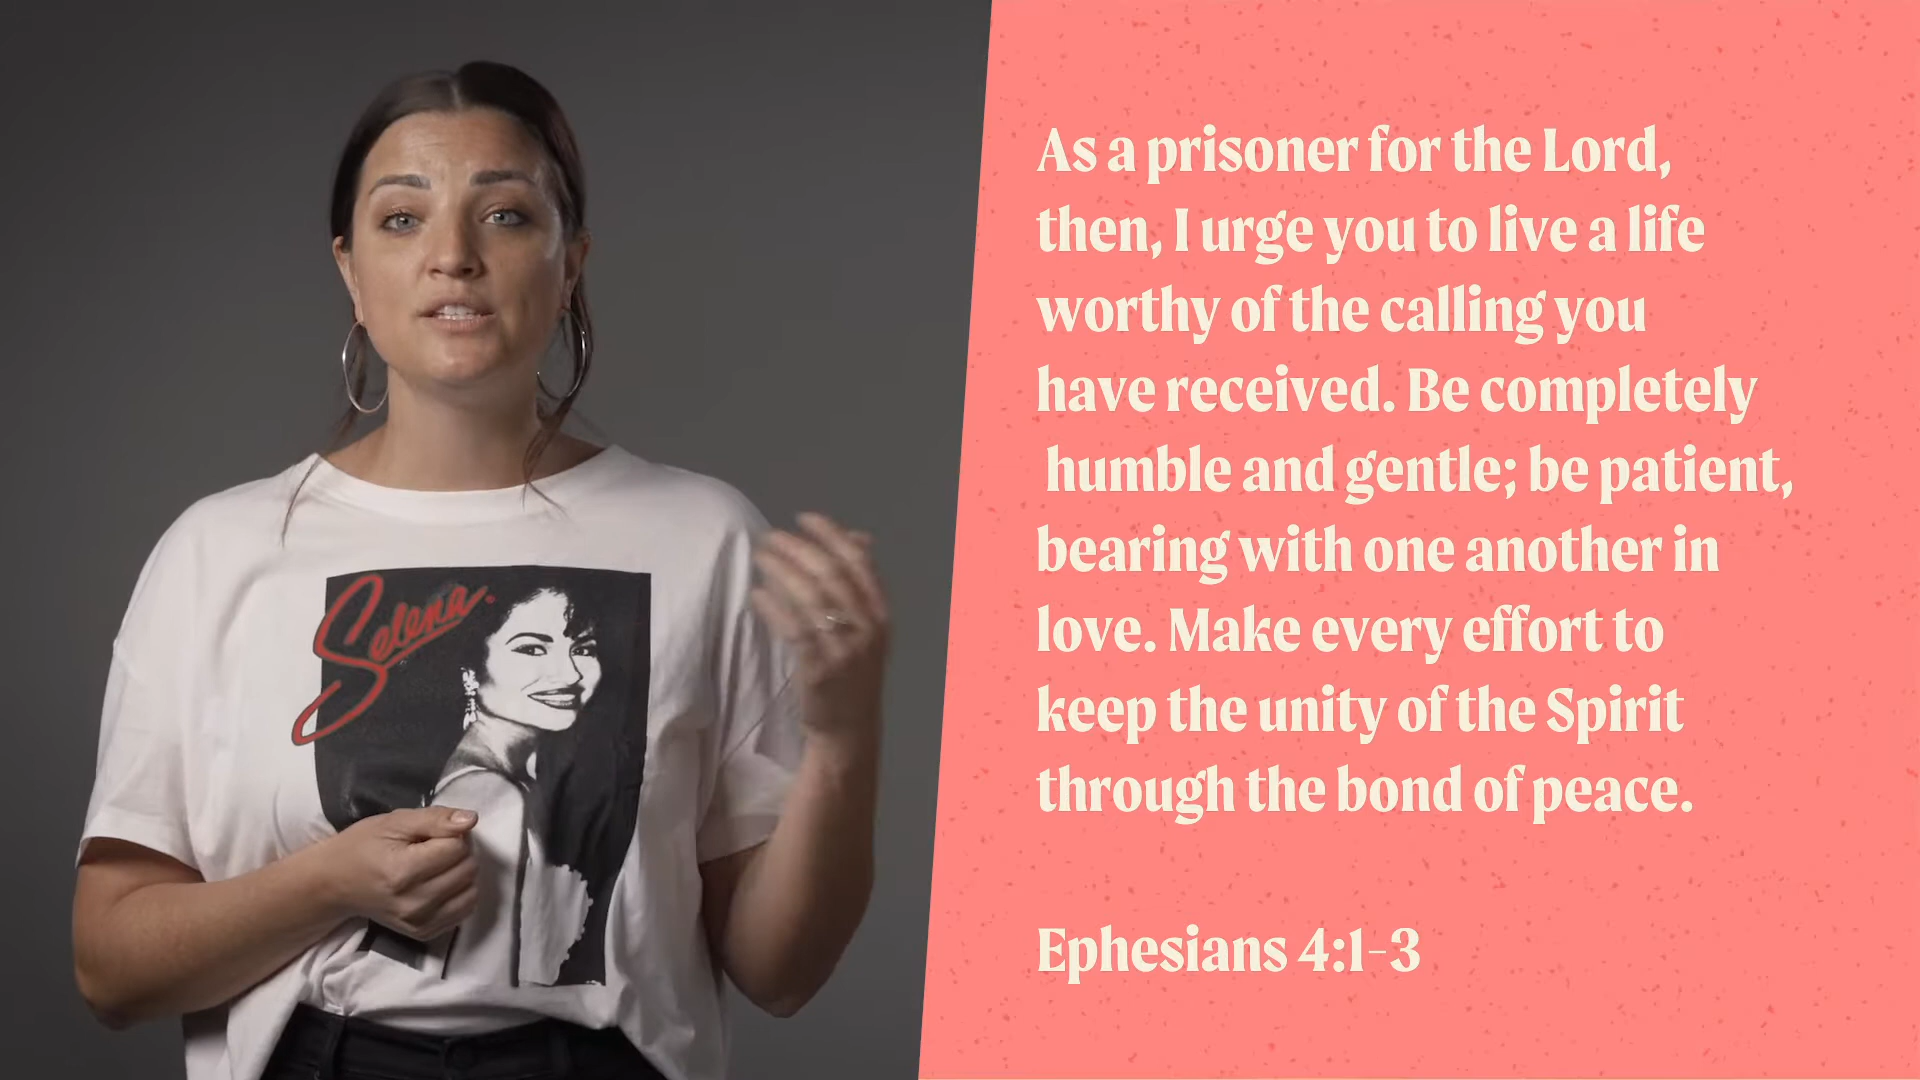 Selena.
As a prisoner for the Lord,
then, I urge you to live a life
worthy of the calling you
have received. Be completely
humble and gentle; be patient,
bearing with one another in
love. Make every effort to
keep the unity of the Spirit
through the bond of peace.
Ephesians 4:1-3